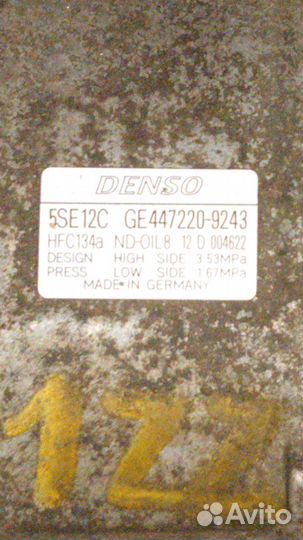 DENSO
5SE12C GE447220-9243
HFC134a ND-OIL8 12 D 004622
DESIGN HIGH SIDE 3.53MPa
PRESS LOW SIDE 1.67MPa
MADE IN GERMANY
1ZZ
Avito